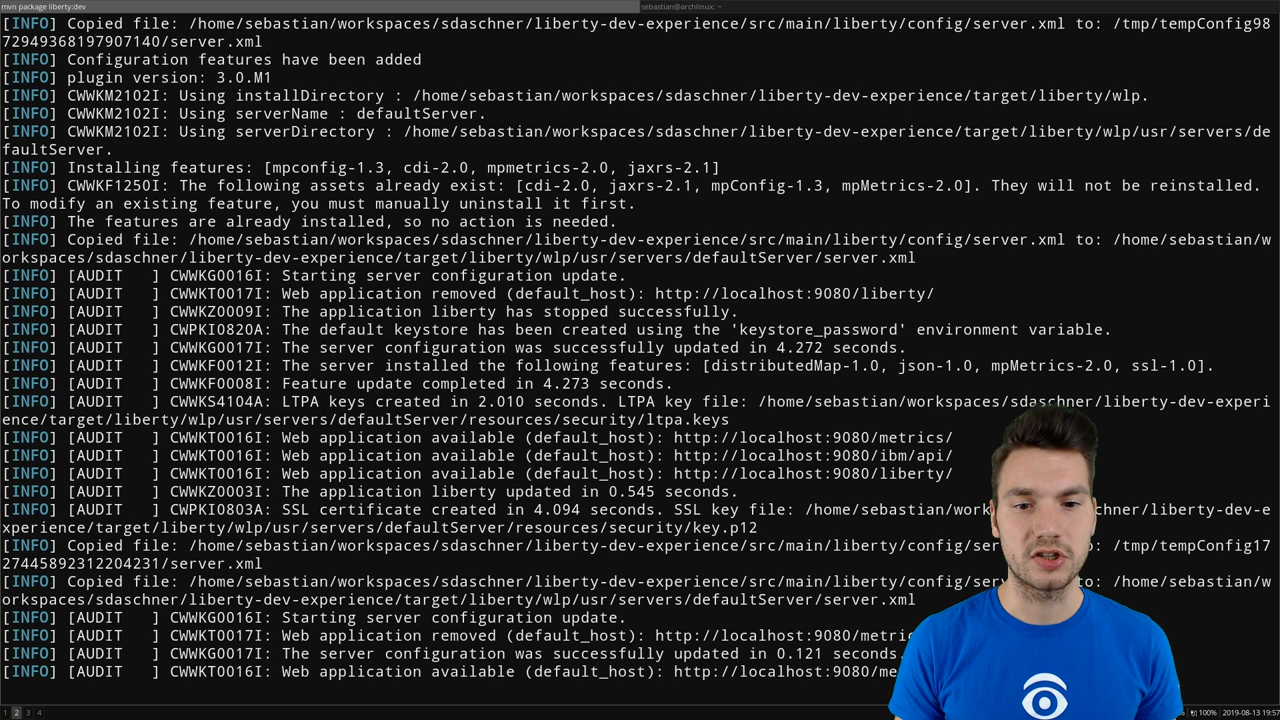 mvn package liberty:dev
sebastian@archlinux: ~
[INFO] Copied file: /home/sebastian/workspaces/sdaschner/liberty-dev-experience/src/main/liberty/config/server.xml to: /tmp/tempConfig98
72949368197907140/server.xml
[INFO] Configuration features have been added
[INFO] plugin version: 3.0.M1
[INFO] CWWKM2102I: Using installDirectory : /home/sebastian/workspaces/sdaschner/liberty-dev-experience/target/liberty/wlp.
[INFO] CWWKM2102I: Using serverName : defaultServer.
[INFO] CWWKM2102I: Using serverDirectory : /home/sebastian/workspaces/sdaschner/liberty-dev-experience/target/liberty/wlp/usr/servers/de
faultServer.
[INFO] Installing features: [mpconfig-1.3, cdi-2.0, mpmetrics-2.0, jaxrs-2.1]
[INFO] CWWKF1250I: The following assets already exist: [cdi-2.0, jaxrs-2.1, mpConfig-1.3, mpMetrics-2.0]. They will not be reinstalled.
To modify an existing feature, you must manually uninstall it first.
[INFO] The features are already installed, so no action is needed.
[INFO] Copied file: /home/sebastian/workspaces/sdaschner/liberty-dev-experience/src/main/liberty/config/server.xml to: /home/sebastian/w
orkspaces/sdaschner/liberty-dev-experience/target/liberty/wlp/usr/servers/defaultServer/server.xml
[INFO] [AUDIT   ] CWWKG0016I: Starting server configuration update.
[INFO] [AUDIT   ] CWWKT0017I: Web application removed (default_host): http://localhost:9080/liberty/
[INFO] [AUDIT   ] CWWKZ0009I: The application liberty has stopped successfully.
[INFO] [AUDIT   ] CWPKI0820A: The default keystore has been created using the 'keystore_password' environment variable.
[INFO] [AUDIT   ] CWWKG0017I: The server configuration was successfully updated in 4.272 seconds.
[INFO] [AUDIT   ] CWWKF0012I: The server installed the following features: [distributedMap-1.0, json-1.0, mpMetrics-2.0, ssl-1.0].
[INFO] [AUDIT   ] CWWKF0008I: Feature update completed in 4.273 seconds.
[INFO] [AUDIT   ] CWWKS4104A: LTPA keys created in 2.010 seconds. LTPA key file: /home/sebastian/workspaces/sdaschner/liberty-dev-experi
ence/target/liberty/wlp/usr/servers/defaultServer/resources/security/ltpa.keys
[INFO] [AUDIT   ] CWWKT0016I: Web application available (default_host): http://localhost:9080/metrics/
[INFO] [AUDIT   ] CWWKT0016I: Web application available (default_host): http://localhost:9080/ibm/api/
[INFO] [AUDIT   ] CWWKT0016I: Web application available (default_host): http://localhost:9080/liberty/
[INFO] [AUDIT   ] CWWKZ0003I: The application liberty updated in 0.545 seconds.
[INFO] [AUDIT   ] CWPKI0803A: SSL certificate created in 4.094 seconds. SSL key file: /home/sebastian/work chner/liberty-dev-e
xperience/target/liberty/wlp/usr/servers/defaultServer/resources/security/key.p12
[INFO] Copied file: /home/sebastian/workspaces/sdaschner/liberty-dev-experience/src/main/liberty/config/ser to: /tmp/tempConfig17
27445892312204231/server.xml
[INFO] Copied file: /home/sebastian/workspaces/sdaschner/liberty-dev-experience/src/main/liberty/config/serv to: /home/sebastian/w
orkspaces/sdaschner/liberty-dev-experience/target/liberty/wlp/usr/servers/defaultServer/server.xml
[INFO] [AUDIT   ] CWWKG0016I: Starting server configuration update.
[INFO] [AUDIT   ] CWWKT0017I: Web application removed (default_host): http://localhost:9080/metric
[INFO] [AUDIT   ] CWWKG0017I: The server configuration was successfully updated in 0.121 seconds.
[INFO] [AUDIT   ] CWWKT0016I: Web application available (default_host): http://localhost:9080/me
1 2 3 4
100% 2019-08-13 19:57